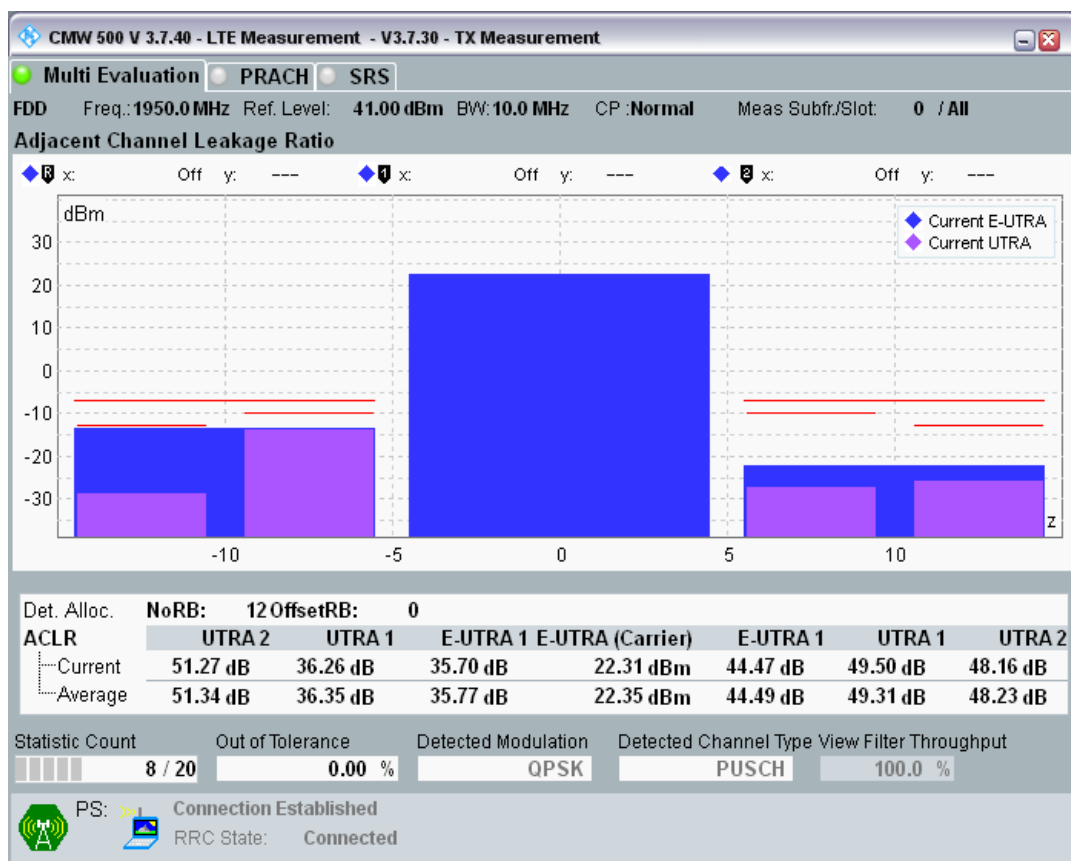 CMW 500 V 3.7.40 - LTE Measurement - V3.7.30 - TX Measurement
Multi Evaluation PRACH SRS
FDD Freq.: 1950.0 MHz Ref. Level: 41.00 dBm BW: 10.0 MHz CP :Normal Meas Subfr./Slot: 0 / All
Adjacent Channel Leakage Ratio
R x: Off y: --- 1 x: Off y: --- 2 x: Off y: ---
dBm
Current E-UTRA
Current UTRA
30
20
10
0
-10
-20
-30
z
-10 -5 0 5 10
Det. Alloc. NoRB: 12 OffsetRB: 0
ACLR UTRA 2 UTRA 1 E-UTRA 1 E-UTRA (Carrier) E-UTRA 1 UTRA 1 UTRA 2
Current 51.27 dB 36.26 dB 35.70 dB 22.31 dBm 44.47 dB 49.50 dB 48.16 dB
Average 51.34 dB 36.35 dB 35.77 dB 22.35 dBm 44.49 dB 49.31 dB 48.23 dB
Statistic Count Out of Tolerance Detected Modulation Detected Channel Type View Filter Throughput
8 / 20 0.00 % QPSK PUSCH 100.0 %
PS: Connection Established
RRC State: Connected